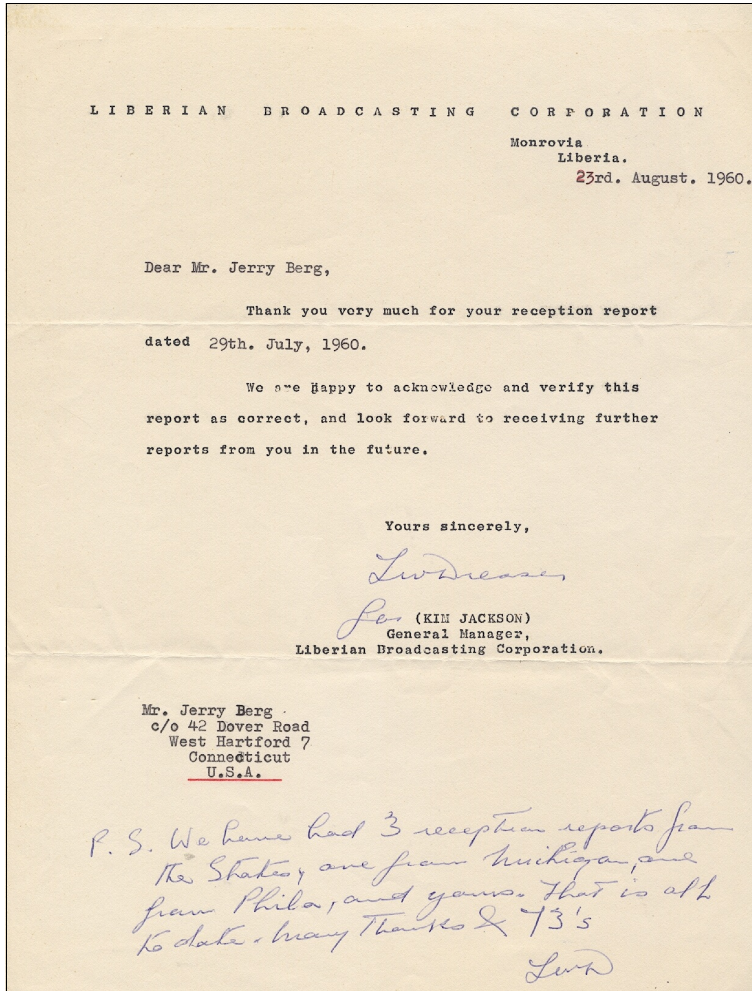 LIBERIAN BROADCASTING CORPORATION
Monrovia
Liberia.
23rd. August. 1960.
Dear Mr. Jerry Berg,
Thank you very much for your reception report
dated 29th. July, 1960.
We are happy to acknowledge and verify this
report as correct, and look forward to receiving further
reports from you in the future.
Yours sincerely,
for (KIM JACKSON)
General Manager,
Liberian Broadcasting Corporation.
Mr. Jerry Berg
c/o 42 Dover Road
West Hartford 7
Connecticut
U.S.A.
P. S. We have had 3 reception reports from
the States, one from Michigan, one
from Phila, and yours. That is all
to date. Many Thanks & 73's